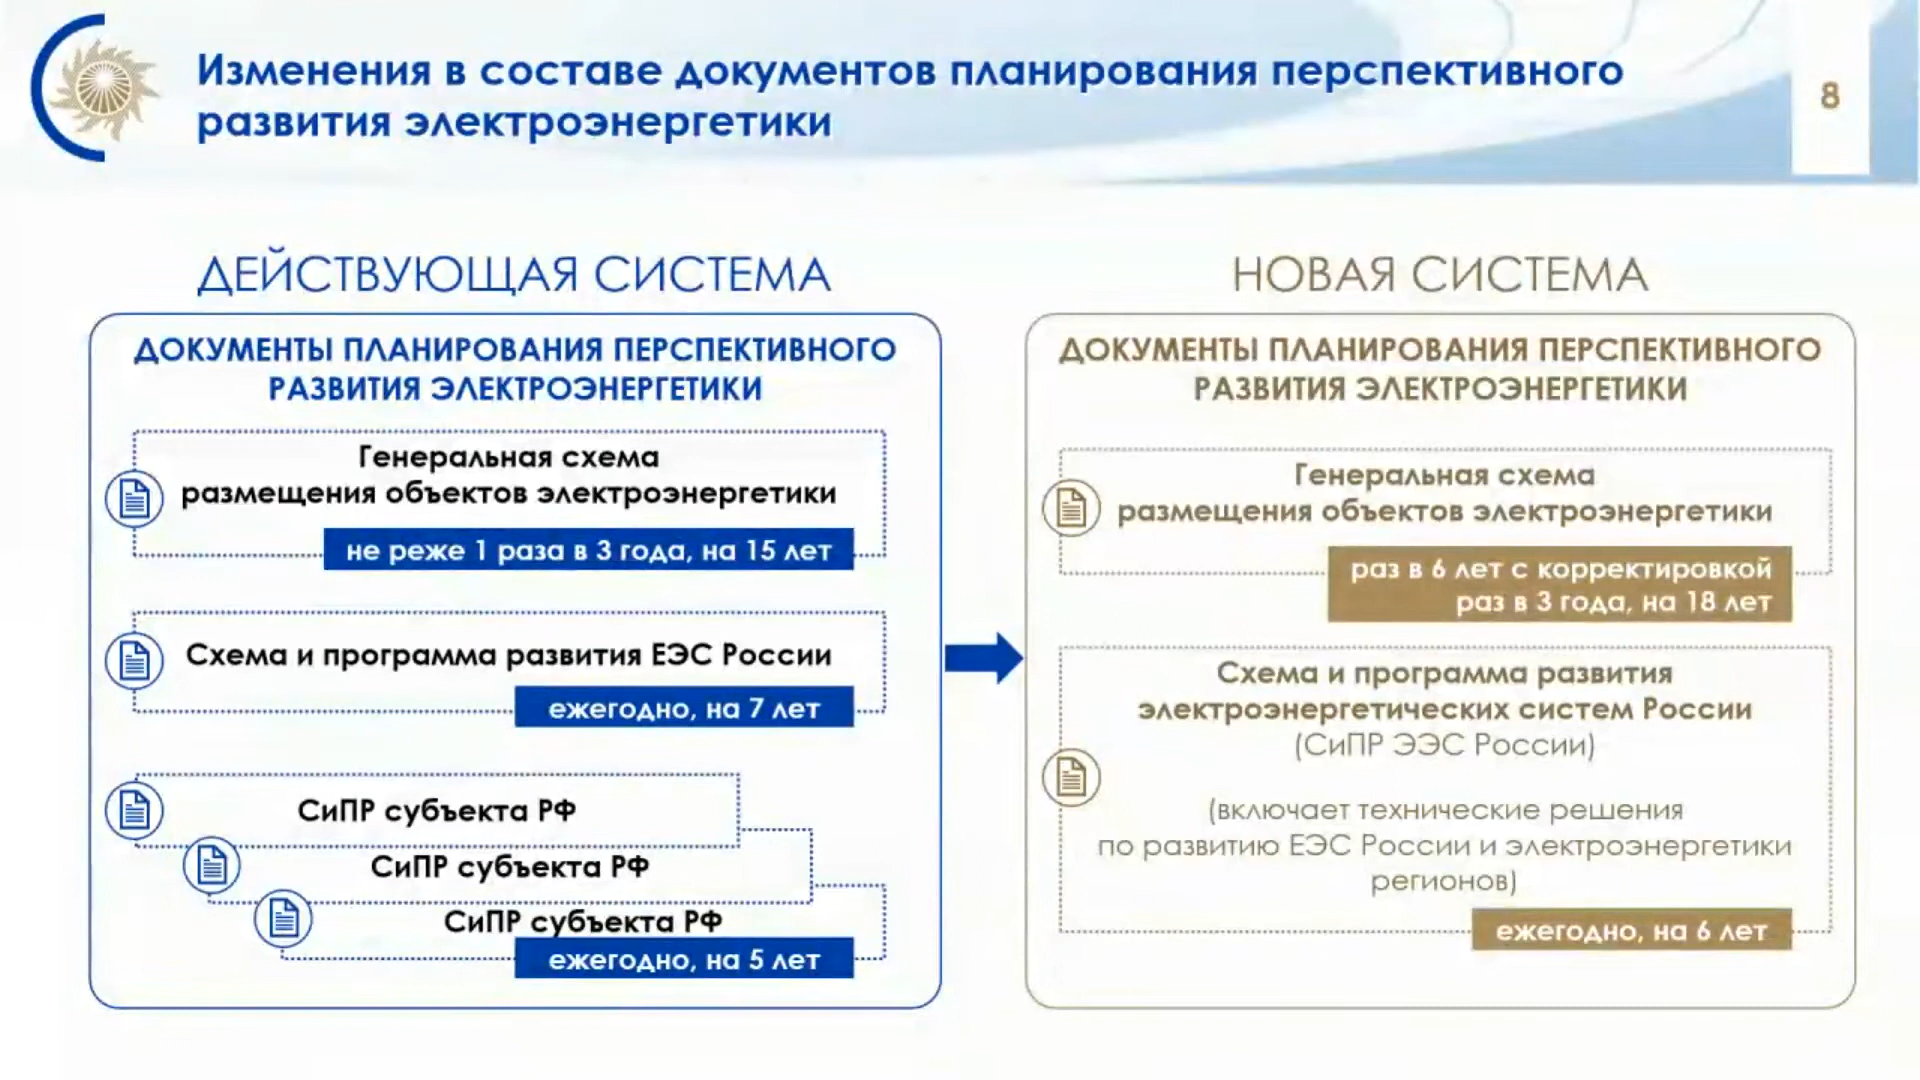 Изменения в составе документов планирования перспективного
развития электроэнергетики
8
ДЕЙСТВУЮЩАЯ СИСТЕМА
ДОКУМЕНТЫ ПЛАНИРОВАНИЯ ПЕРСПЕКТИВНОГО
РАЗВИТИЯ ЭЛЕКТРОЭНЕРГЕТИКИ
Генеральная схема
размещения объектов электроэнергетики
не реже 1 раза в 3 года, на 15 лет
Схема и программа развития ЕЭС России
ежегодно, на 7 лет
СиПР субъекта РФ
СиПР субъекта РФ
СиПР субъекта РФ
ежегодно, на 5 лет
НОВАЯ СИСТЕМА
ДОКУМЕНТЫ ПЛАНИРОВАНИЯ ПЕРСПЕКТИВНОГО
РАЗВИТИЯ ЭЛЕКТРОЭНЕРГЕТИКИ
Генеральная схема
размещения объектов электроэнергетики
раз в 6 лет с корректировкой
раз в 3 года, на 18 лет
Схема и программа развития
электроэнергетических систем России
(СиПР ЭЭС России)
(включает технические решения
по развитию ЕЭС России и электроэнергетики
регионов)
ежегодно, на 6 лет